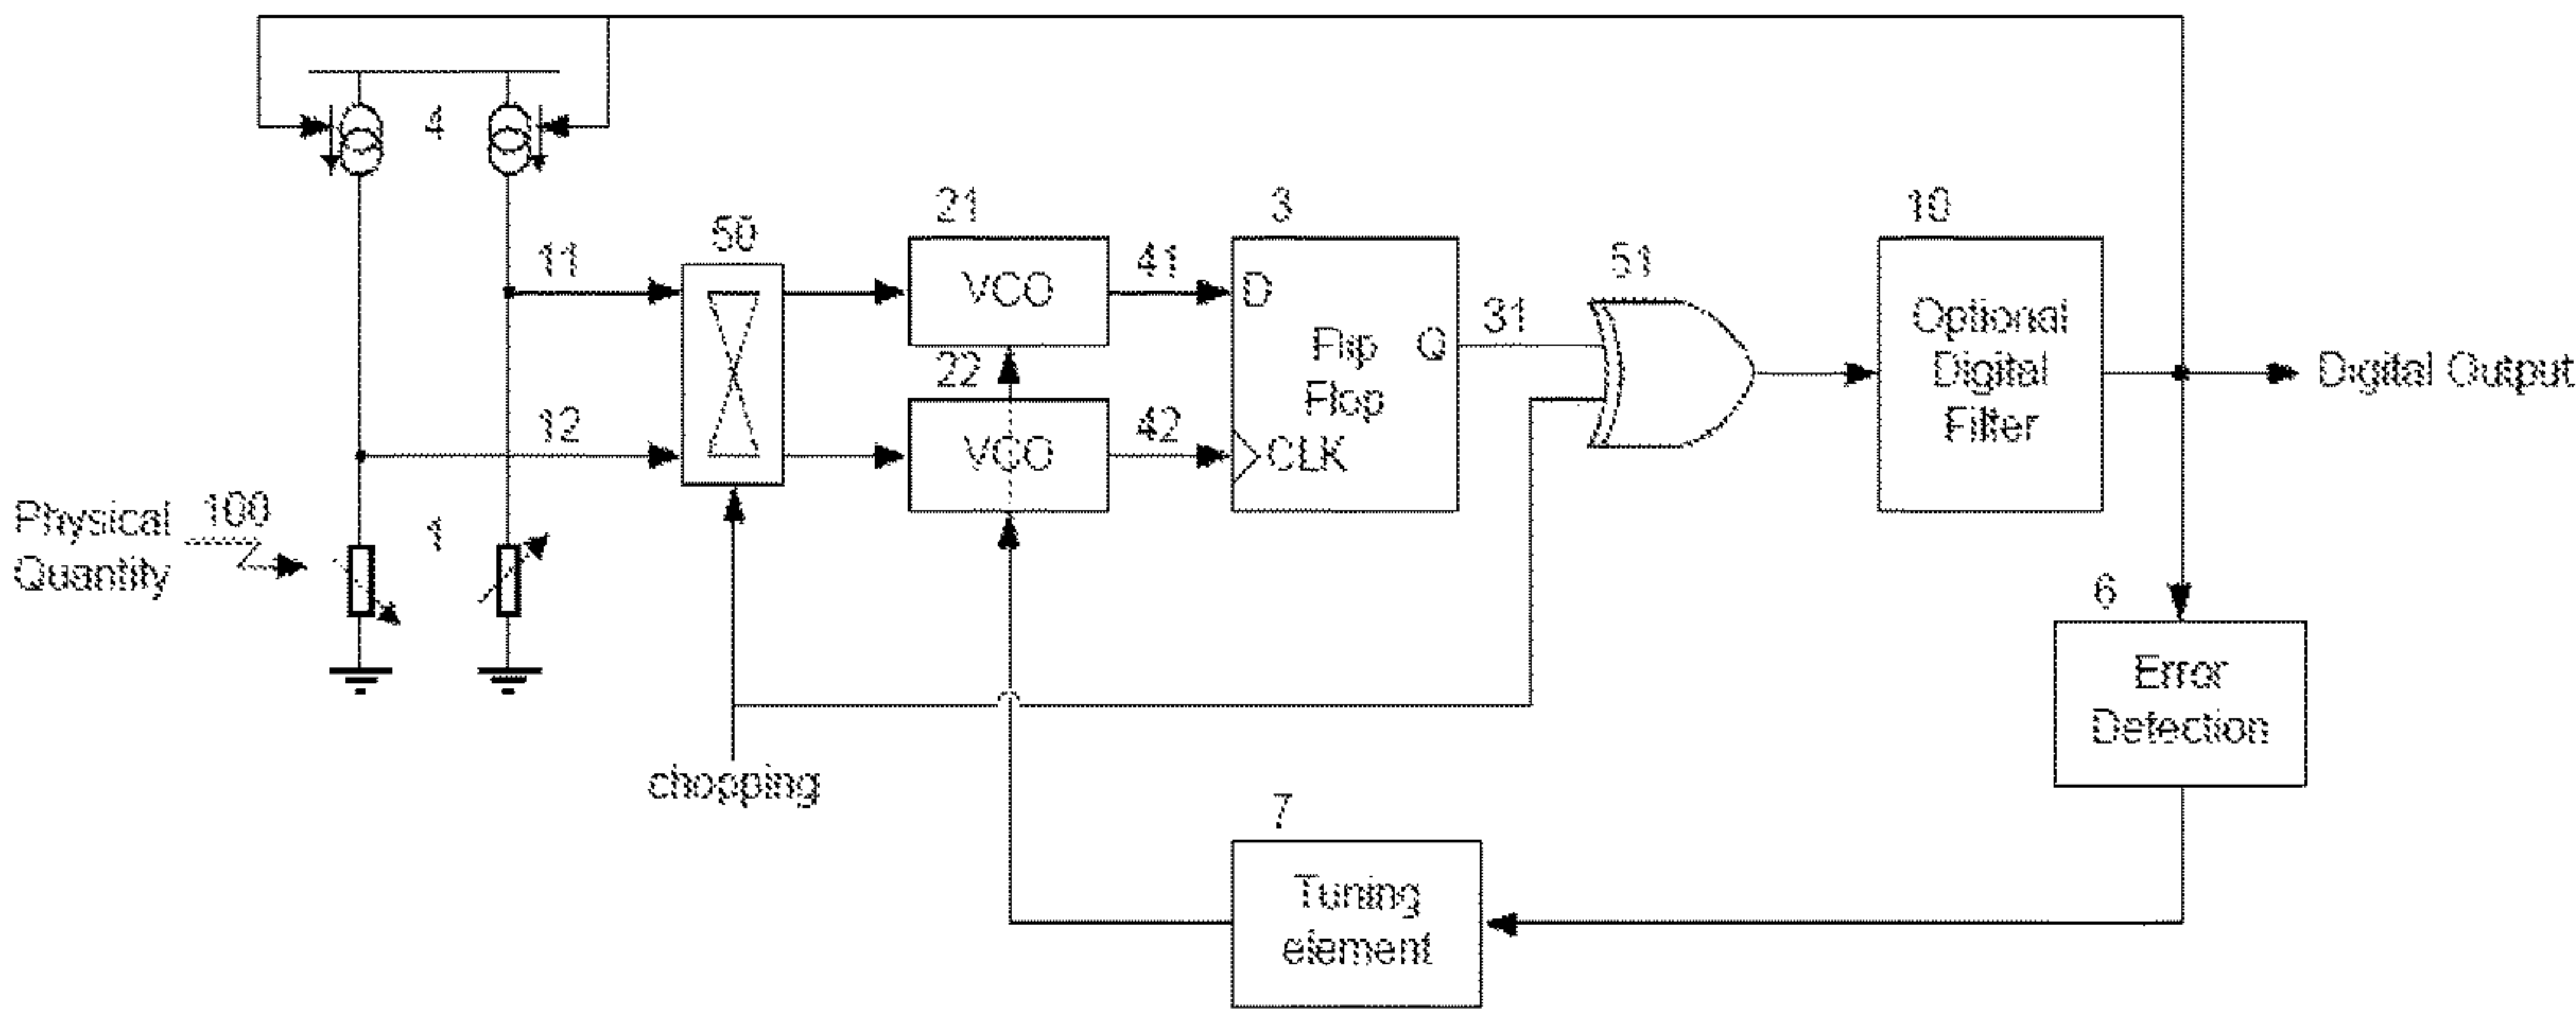 4
50
21
3
10
11
41
51
VCO
D
Optional
Digital
Filter
31
Flip
Flop
Q
22
Digital Output
12
42
VCO
CLK
Physical
Quantity
100
1
6
Error
Detection
chopping
7
Tuning
element